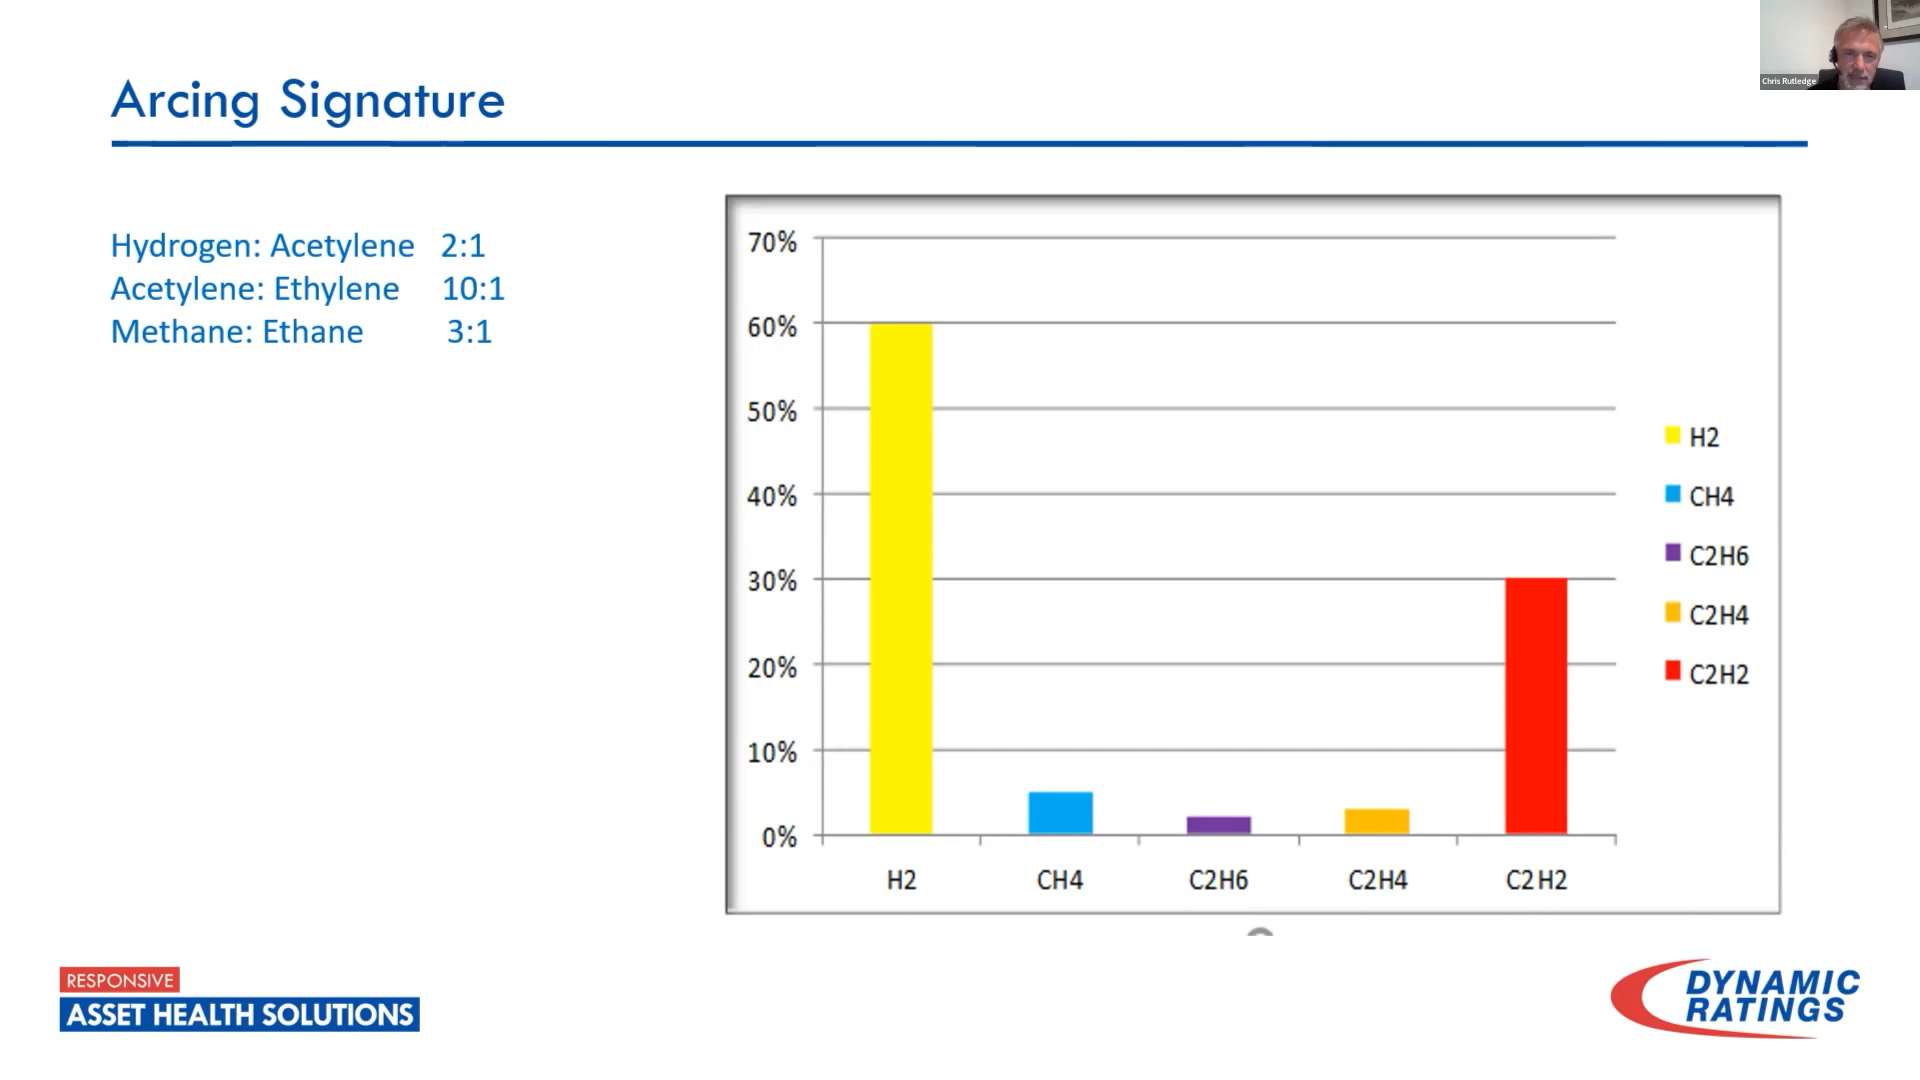 Chris Rutledge
Arcing Signature
Hydrogen: Acetylene 2:1
Acetylene: Ethylene 10:1
Methane: Ethane 3:1
70%
60%
50%
40%
30%
20%
10%
0%
H2
CH4
C2H6
C2H4
C2H2
H2
CH4
C2H6
C2H4
C2H2
RESPONSIVE
ASSET HEALTH SOLUTIONS
DYNAMIC
RATINGS